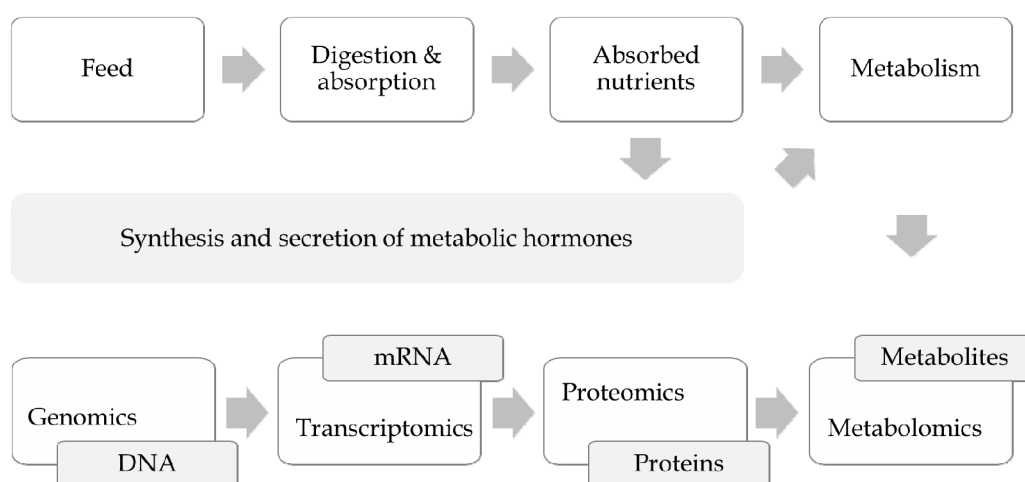 Feed
Digestion &
absorption
Absorbed
nutrients
Metabolism
Synthesis and secretion of metabolic hormones
Genomics
DNA
mRNA
Transcriptomics
Proteomics
Proteins
Metabolites
Metabolomics